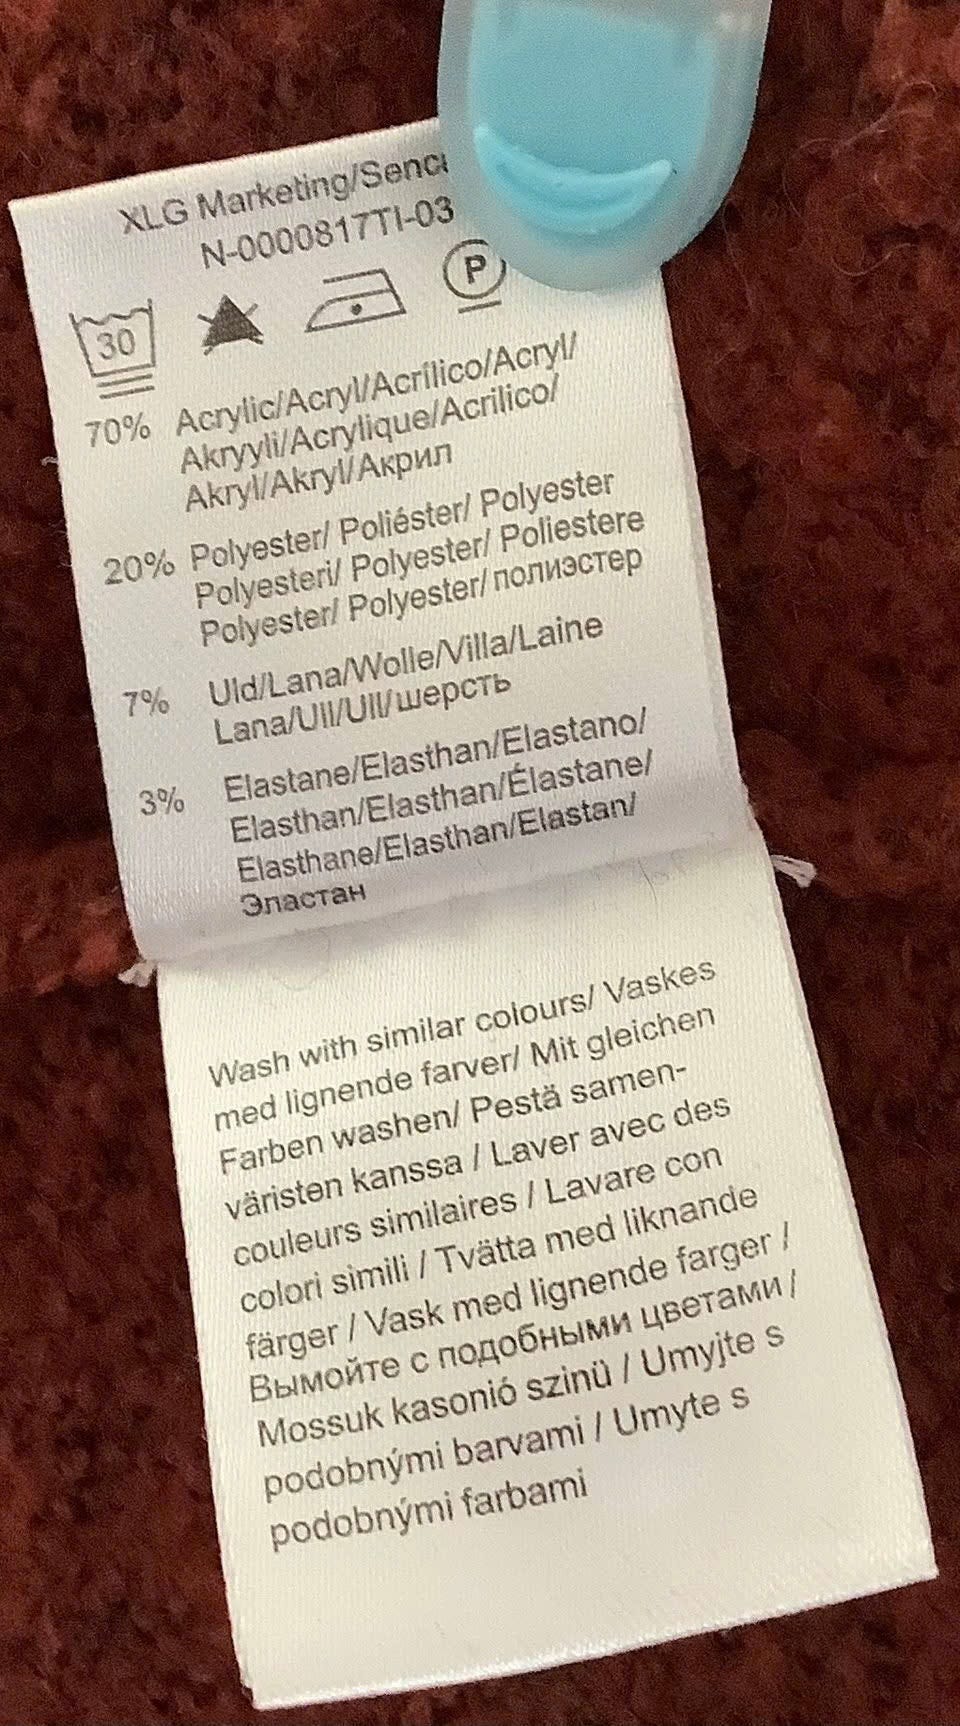 XLG Marketing/Senc
N-0000817TI-03
30
P
70% Acrylic/Acryl/Acrílico/Acryl/
Akryyli/Acrylique/Acrilico/
Akryl/Akryl/Акрил
20% Polyester/ Poliéster/ Polyester
Polyesteri/ Polyester/ Poliestere
Polyester/ Polyester/ полиэстер
7% Uld/Lana/Wolle/Villa/Laine
Lana/Ull/Ull/шерсть
3% Elastane/Elasthan/Elastano/
Elasthan/Elasthan/Élastane/
Elasthane/Elasthan/Elastan/
Эластан
Wash with similar colours/ Vaskes
med lignende farver/ Mit gleichen
Farben washen/ Pestä samen-
väristen kanssa / Laver avec des
couleurs similaires / Lavare con
colori simili / Tvätta med liknande
färger / Vask med lignende farger /
Вымойте с подобными цветами /
Mossuk kasonió szinü / Umyjte s
podobnými barvami / Umyte s
podobnými farbami